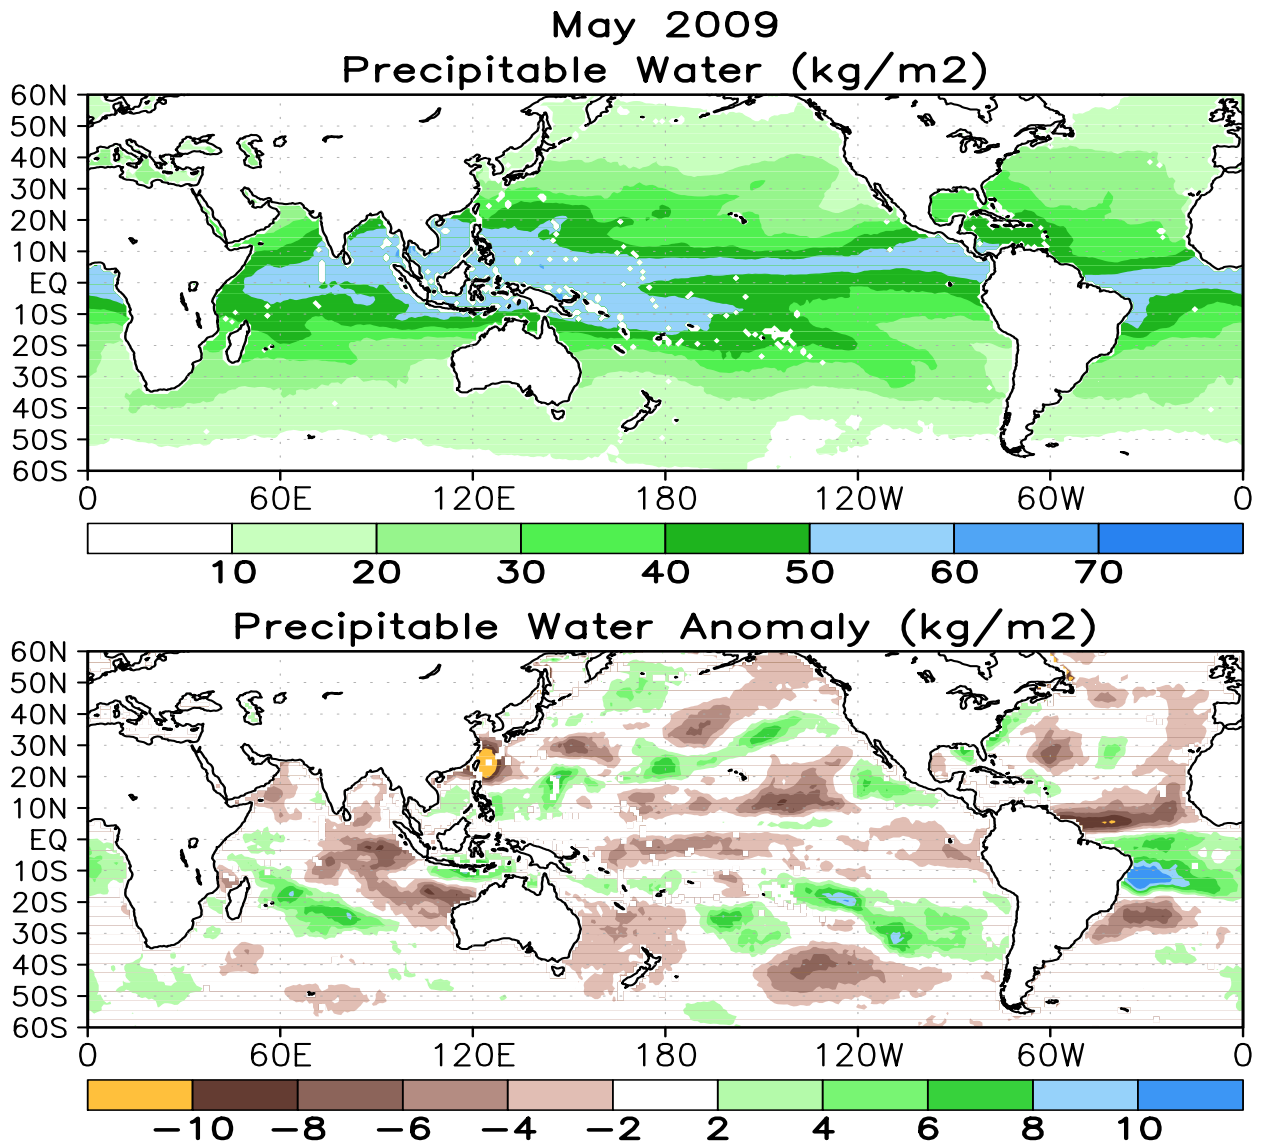 May 2009
Precipitable Water (kg/m2)
60N
50N
40N
30N
20N
10N
EQ
10S
20S
30S
40S
50S
60S
0 60E 120E 180 120W 60W 0
10 20 30 40 50 60 70
Precipitable Water Anomaly (kg/m2)
60N
50N
40N
30N
20N
10N
EQ
10S
20S
30S
40S
50S
60S
0 60E 120E 180 120W 60W 0
−10 −8 −6 −4 −2 2 4 6 8 10